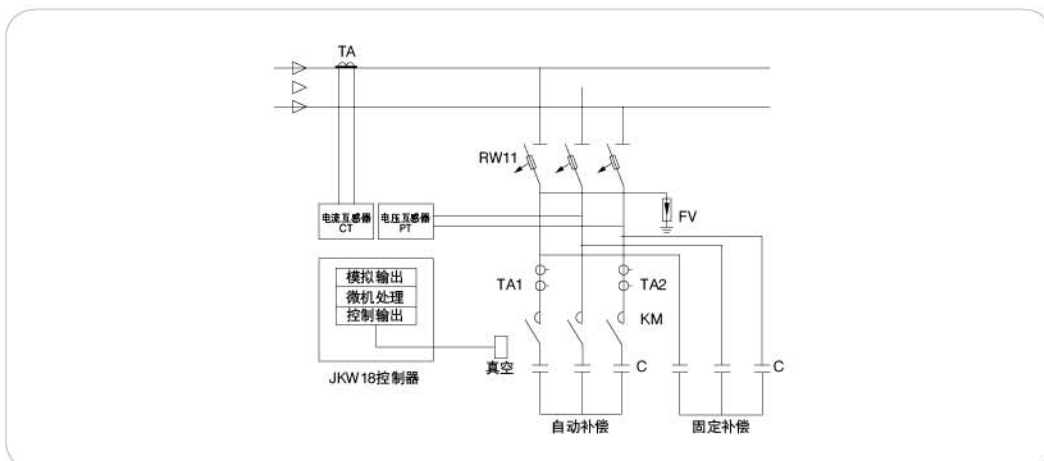 TA
RW11
FV
电流互感器
CT
电压互感器
PT
模拟输出
微机处理
控制输出
TA1
TA2
KM
真空
C
C
JKW18控制器
自动补偿
固定补偿